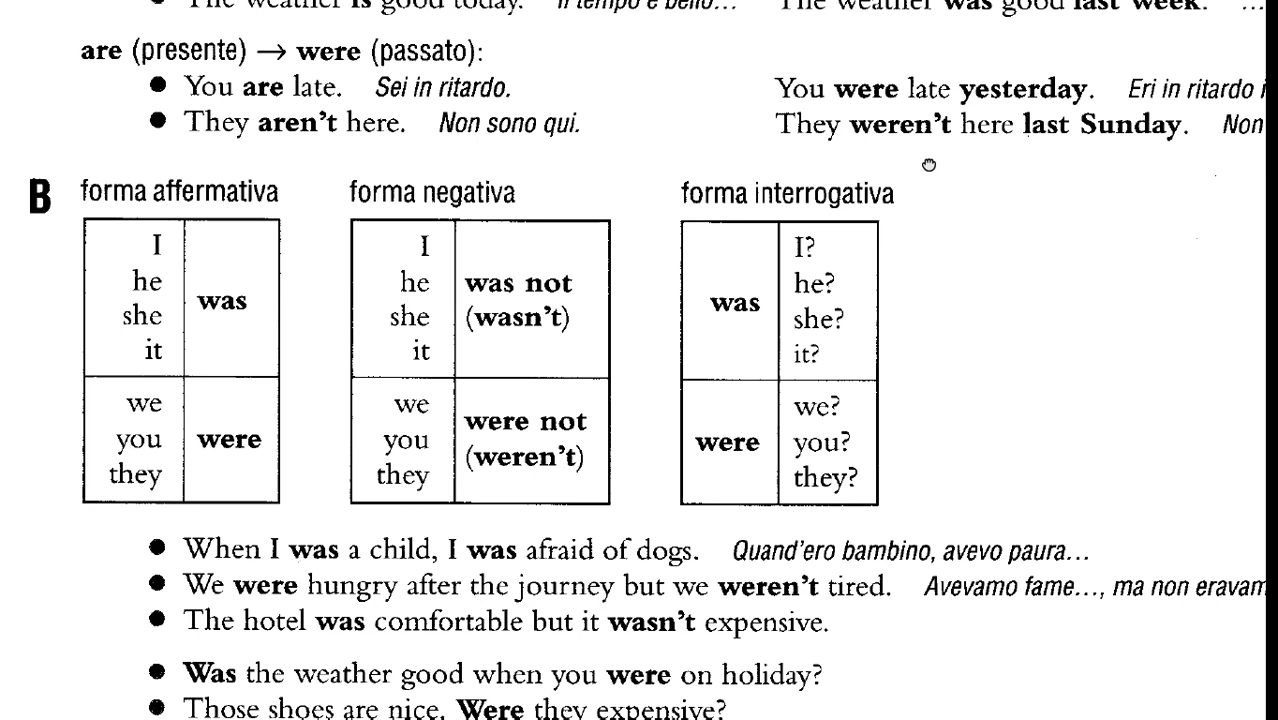 • The weather is good today. Il tempo è bello… The weather was good last week. …
are (presente) → were (passato):
• You are late. Sei in ritardo. You were late yesterday. Eri in ritardo
• They aren't here. Non sono qui. They weren't here last Sunday. Non
B forma affermativa forma negativa forma interrogativa
I
he
she
it
was
we
you
they
were
I
he
she
it
was not
(wasn't)
we
you
they
were not
(weren't)
was
I?
he?
she?
it?
were
we?
you?
they?
• When I was a child, I was afraid of dogs. Quand'ero bambino, avevo paura…
• We were hungry after the journey but we weren't tired. Avevamo fame…, ma non eravam
• The hotel was comfortable but it wasn't expensive.
• Was the weather good when you were on holiday?
• Those shoes are nice. Were they expensive?